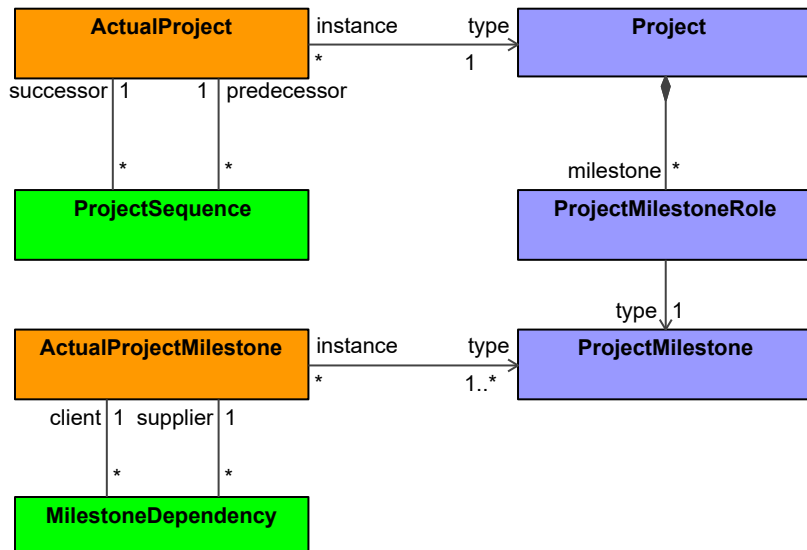 ActualProject
instance
type
Project
*
1
successor
1
1
predecessor
*
*
milestone
*
ProjectSequence
ProjectMilestoneRole
type
1
ActualProjectMilestone
instance
type
ProjectMilestone
*
1..*
client
1
supplier
1
*
*
MilestoneDependency